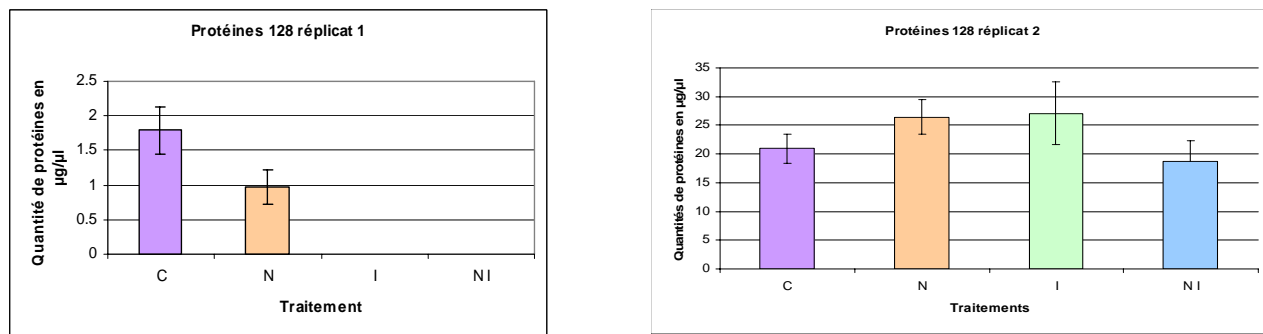 Protéines 128 réplicat 1
Quantité de protéines en
µg/µl
2.5
2
1.5
1
0.5
0
C N I N I
Traitement
Protéines 128 réplicat 2
Quantités de protéines en µg/µl
35
30
25
20
15
10
5
0
C N I N I
Traitements